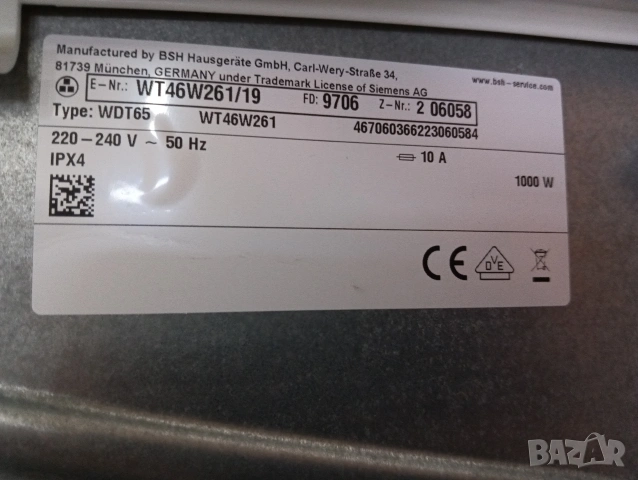 Manufactured by BSH Hausgeräte GmbH, Carl-Wery-Straße 34,
81739 München, GERMANY under Trademark License of Siemens AG
www.bsh-service.com
E-Nr.: WT46W261/19 FD: 9706 Z-Nr.: 2 06058
Type: WDT65 WT46W261 467060366223060584
220-240 V ~ 50 Hz 10 A
IPX4
1000 W
CE DVE
BAZAR